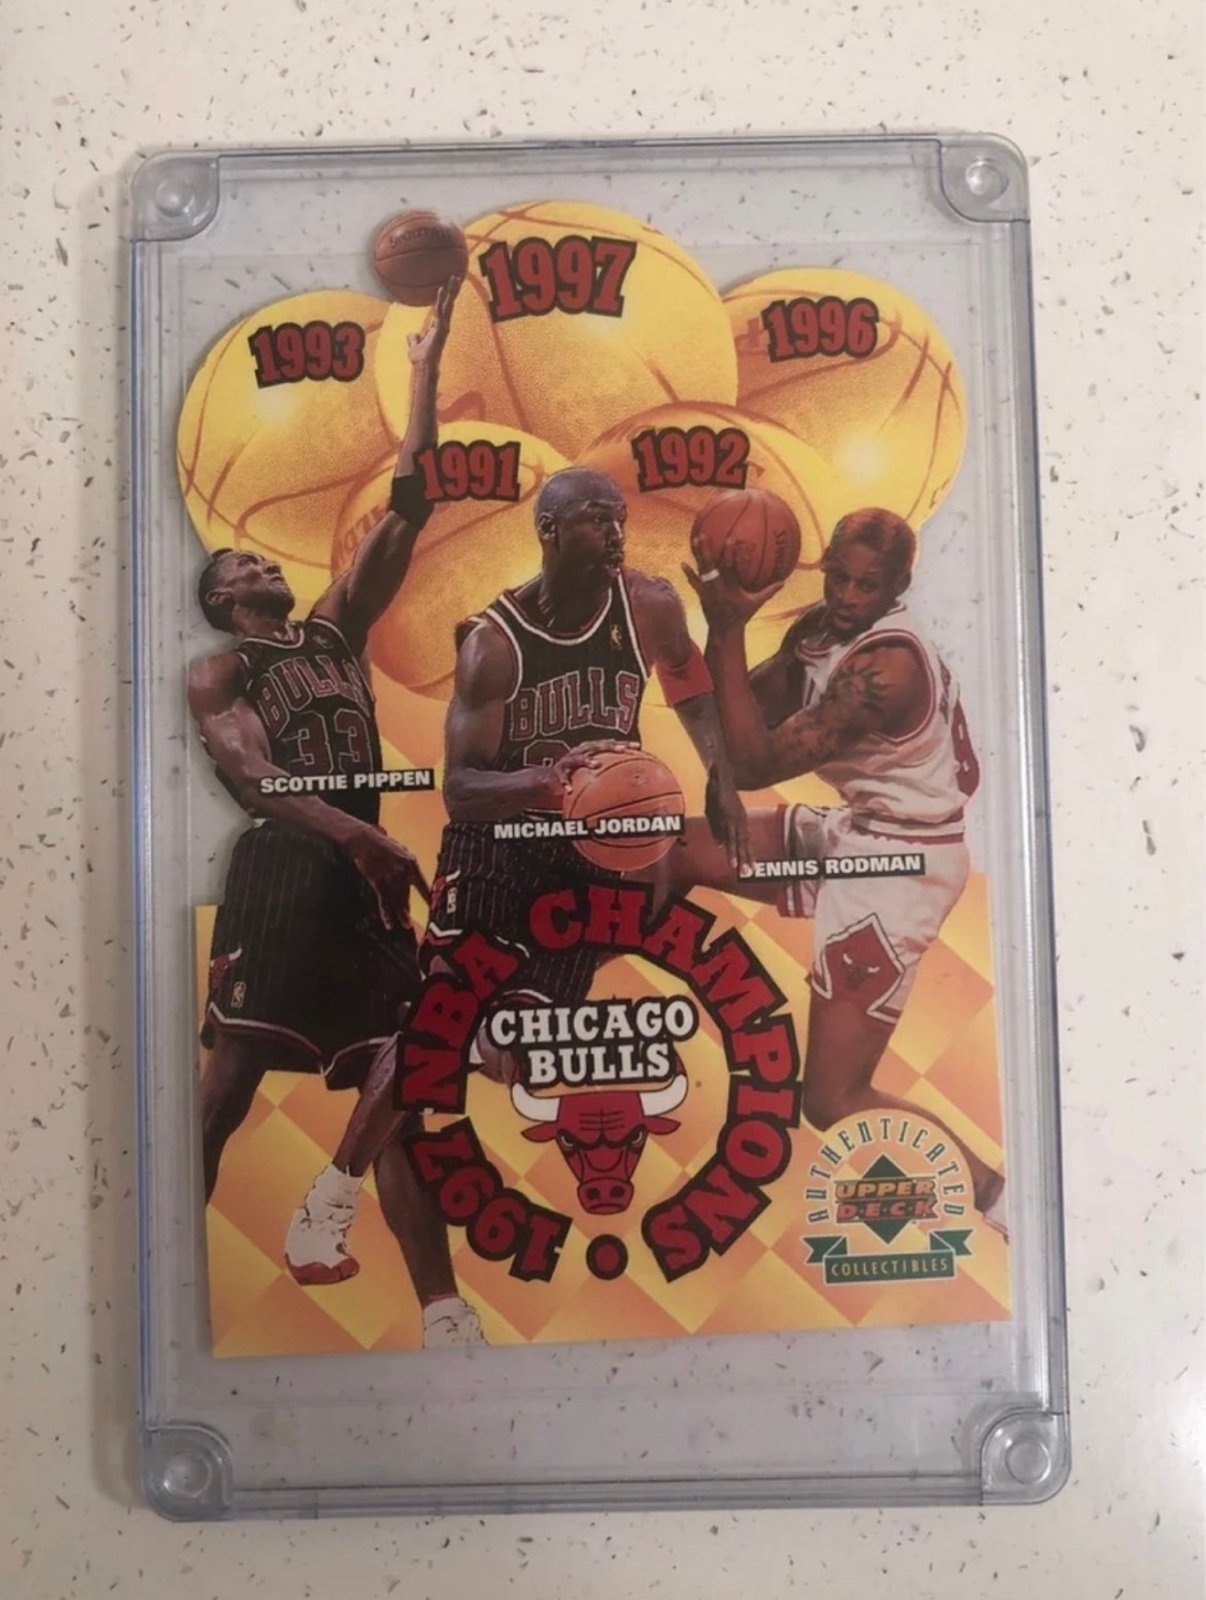 1997
1993
1996
1991
1992
BULLS
33
BULLS
SCOTTIE PIPPEN
MICHAEL JORDAN
DENNIS RODMAN
1997 NBA CHAMPIONS •
CHICAGO
BULLS
AUTHENTICATED
UPPER
D·E·C·K
COLLECTIBLES